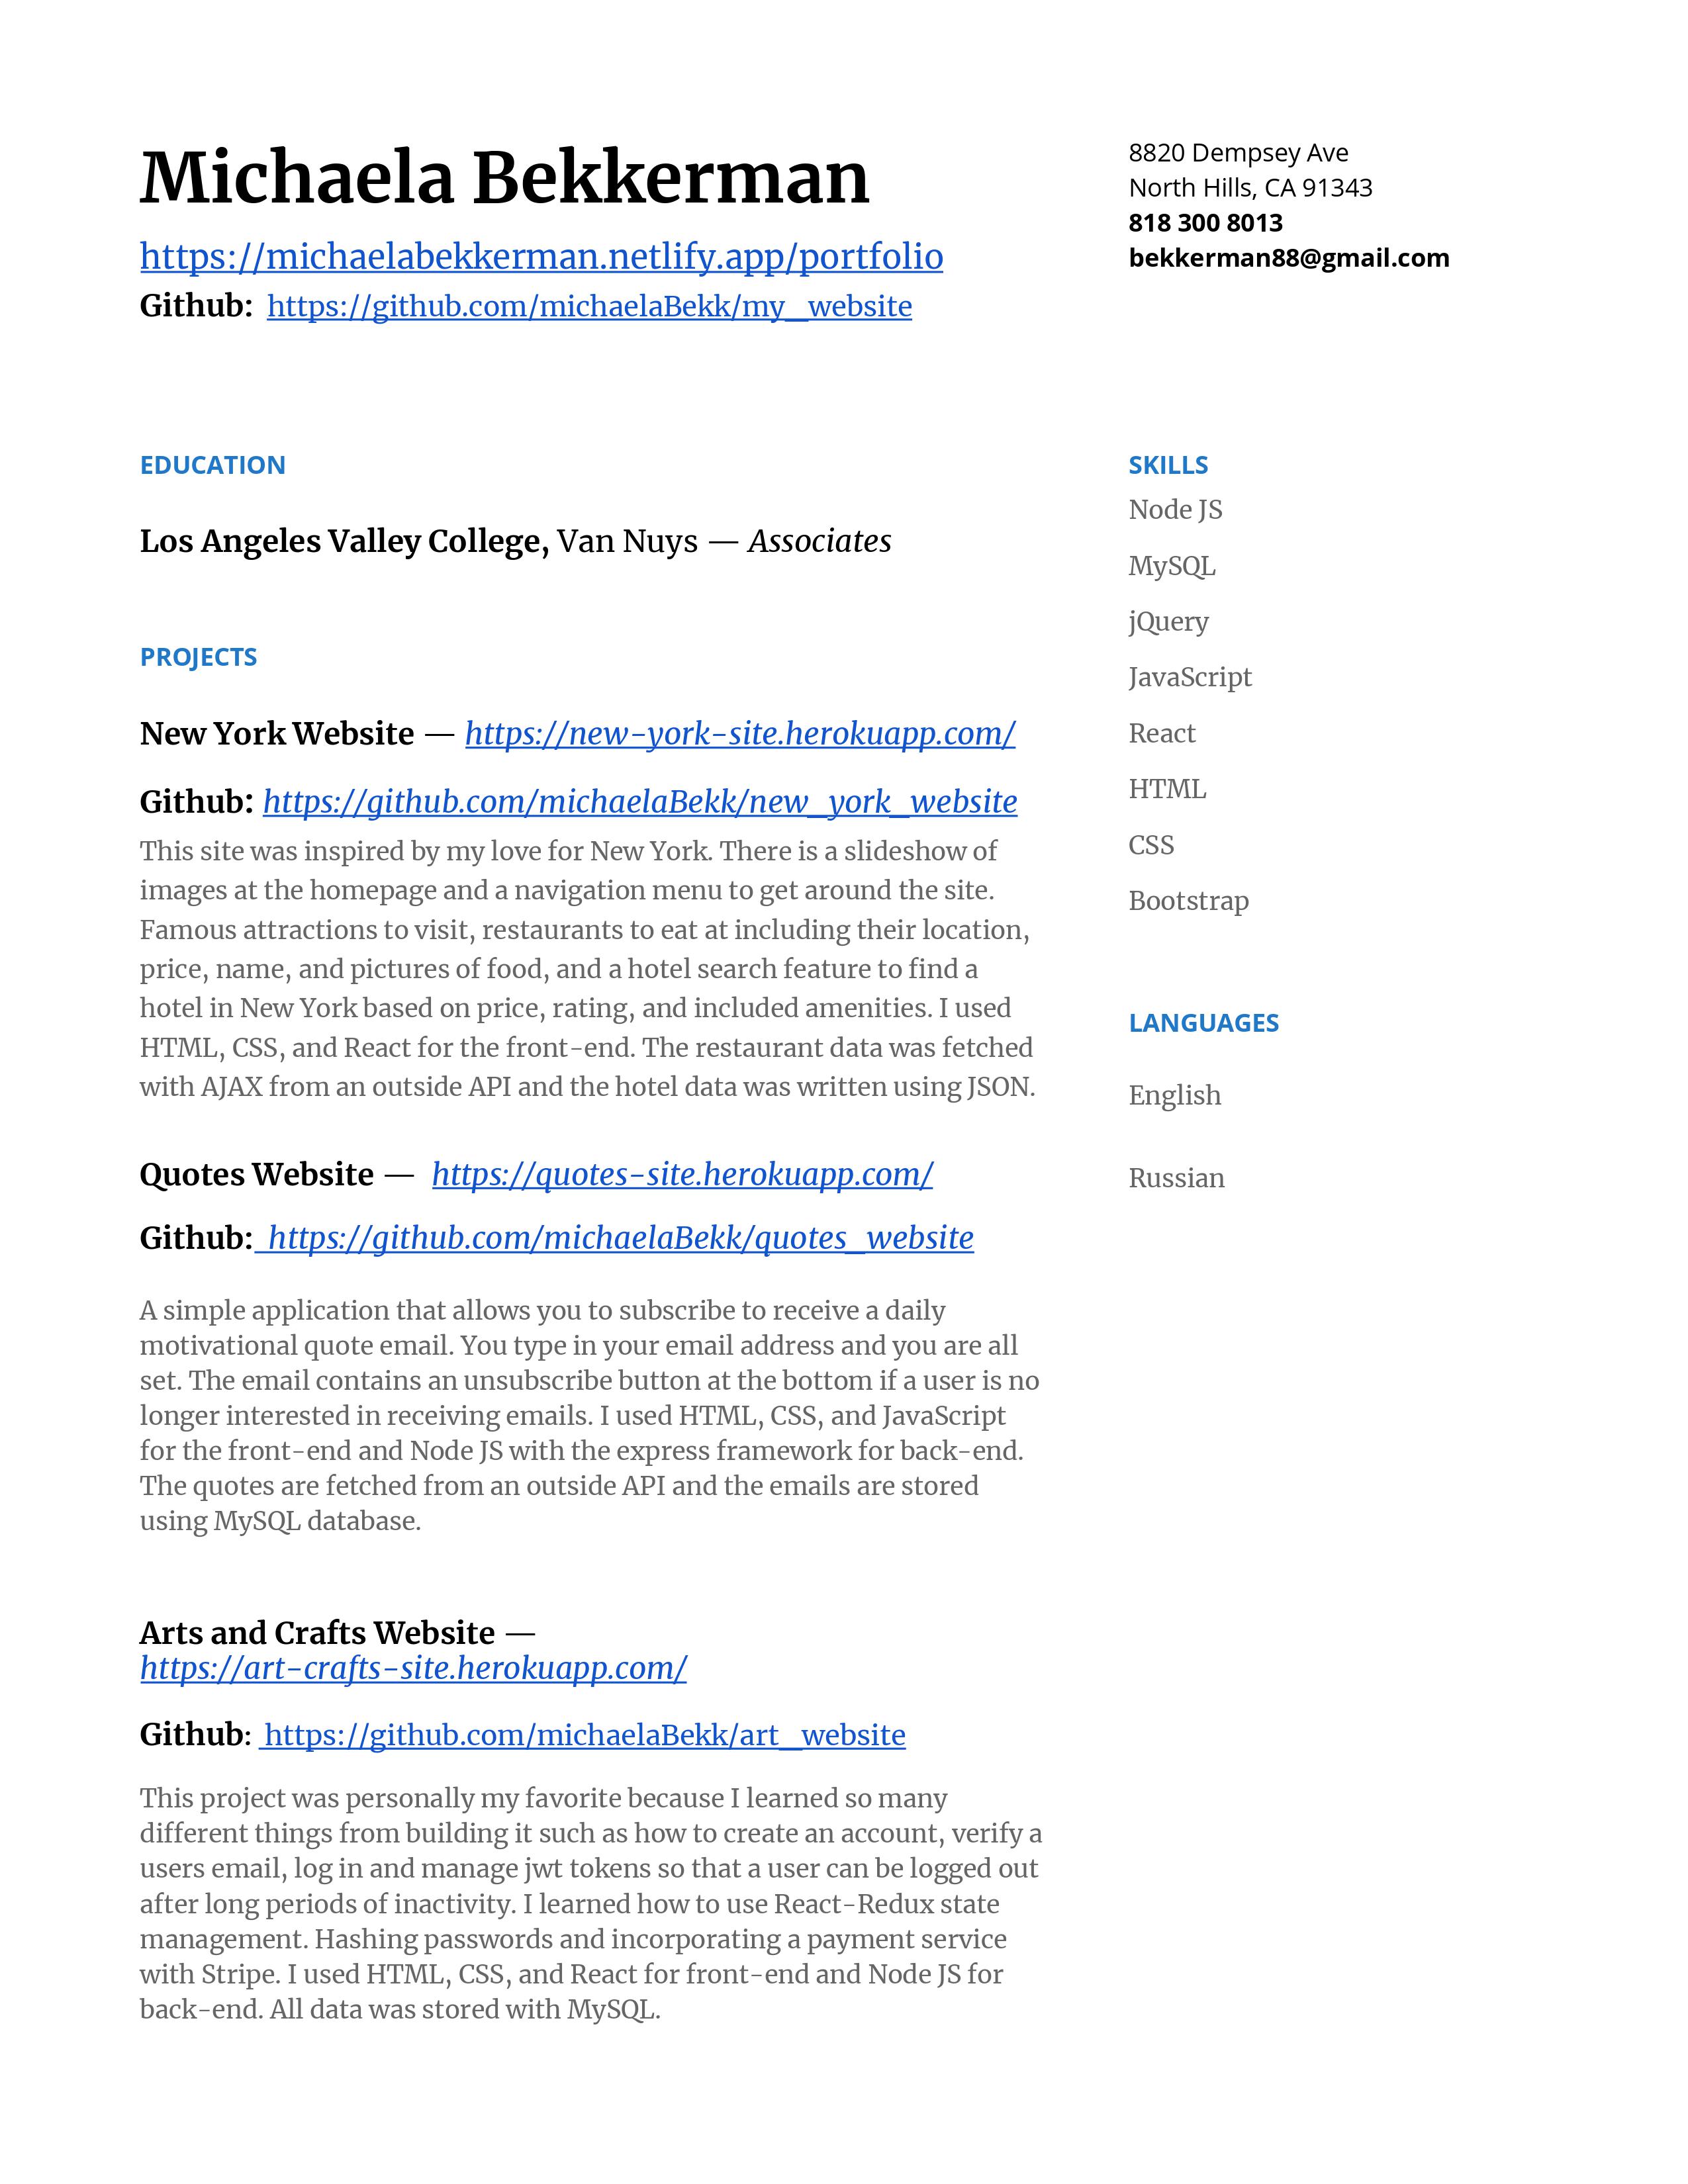 Michaela Bekkerman
https://michaelabekkerman.netlify.app/portfolio
Github: https://github.com/michaelaBekk/my_website
8820 Dempsey Ave
North Hills, CA 91343
818 300 8013
bekkerman88@gmail.com
EDUCATION
Los Angeles Valley College, Van Nuys — Associates
PROJECTS
New York Website — https://new-york-site.herokuapp.com/
Github: https://github.com/michaelaBekk/new_york_website
This site was inspired by my love for New York. There is a slideshow of
images at the homepage and a navigation menu to get around the site.
Famous attractions to visit, restaurants to eat at including their location,
price, name, and pictures of food, and a hotel search feature to find a
hotel in New York based on price, rating, and included amenities. I used
HTML, CSS, and React for the front-end. The restaurant data was fetched
with AJAX from an outside API and the hotel data was written using JSON.
Quotes Website — https://quotes-site.herokuapp.com/
Github: https://github.com/michaelaBekk/quotes_website
A simple application that allows you to subscribe to receive a daily
motivational quote email. You type in your email address and you are all
set. The email contains an unsubscribe button at the bottom if a user is no
longer interested in receiving emails. I used HTML, CSS, and JavaScript
for the front-end and Node JS with the express framework for back-end.
The quotes are fetched from an outside API and the emails are stored
using MySQL database.
Arts and Crafts Website —
https://art-crafts-site.herokuapp.com/
Github: https://github.com/michaelaBekk/art_website
This project was personally my favorite because I learned so many
different things from building it such as how to create an account, verify a
users email, log in and manage jwt tokens so that a user can be logged out
after long periods of inactivity. I learned how to use React-Redux state
management. Hashing passwords and incorporating a payment service
with Stripe. I used HTML, CSS, and React for front-end and Node JS for
back-end. All data was stored with MySQL.
SKILLS
Node JS
MySQL
jQuery
JavaScript
React
HTML
CSS
Bootstrap
LANGUAGES
English
Russian